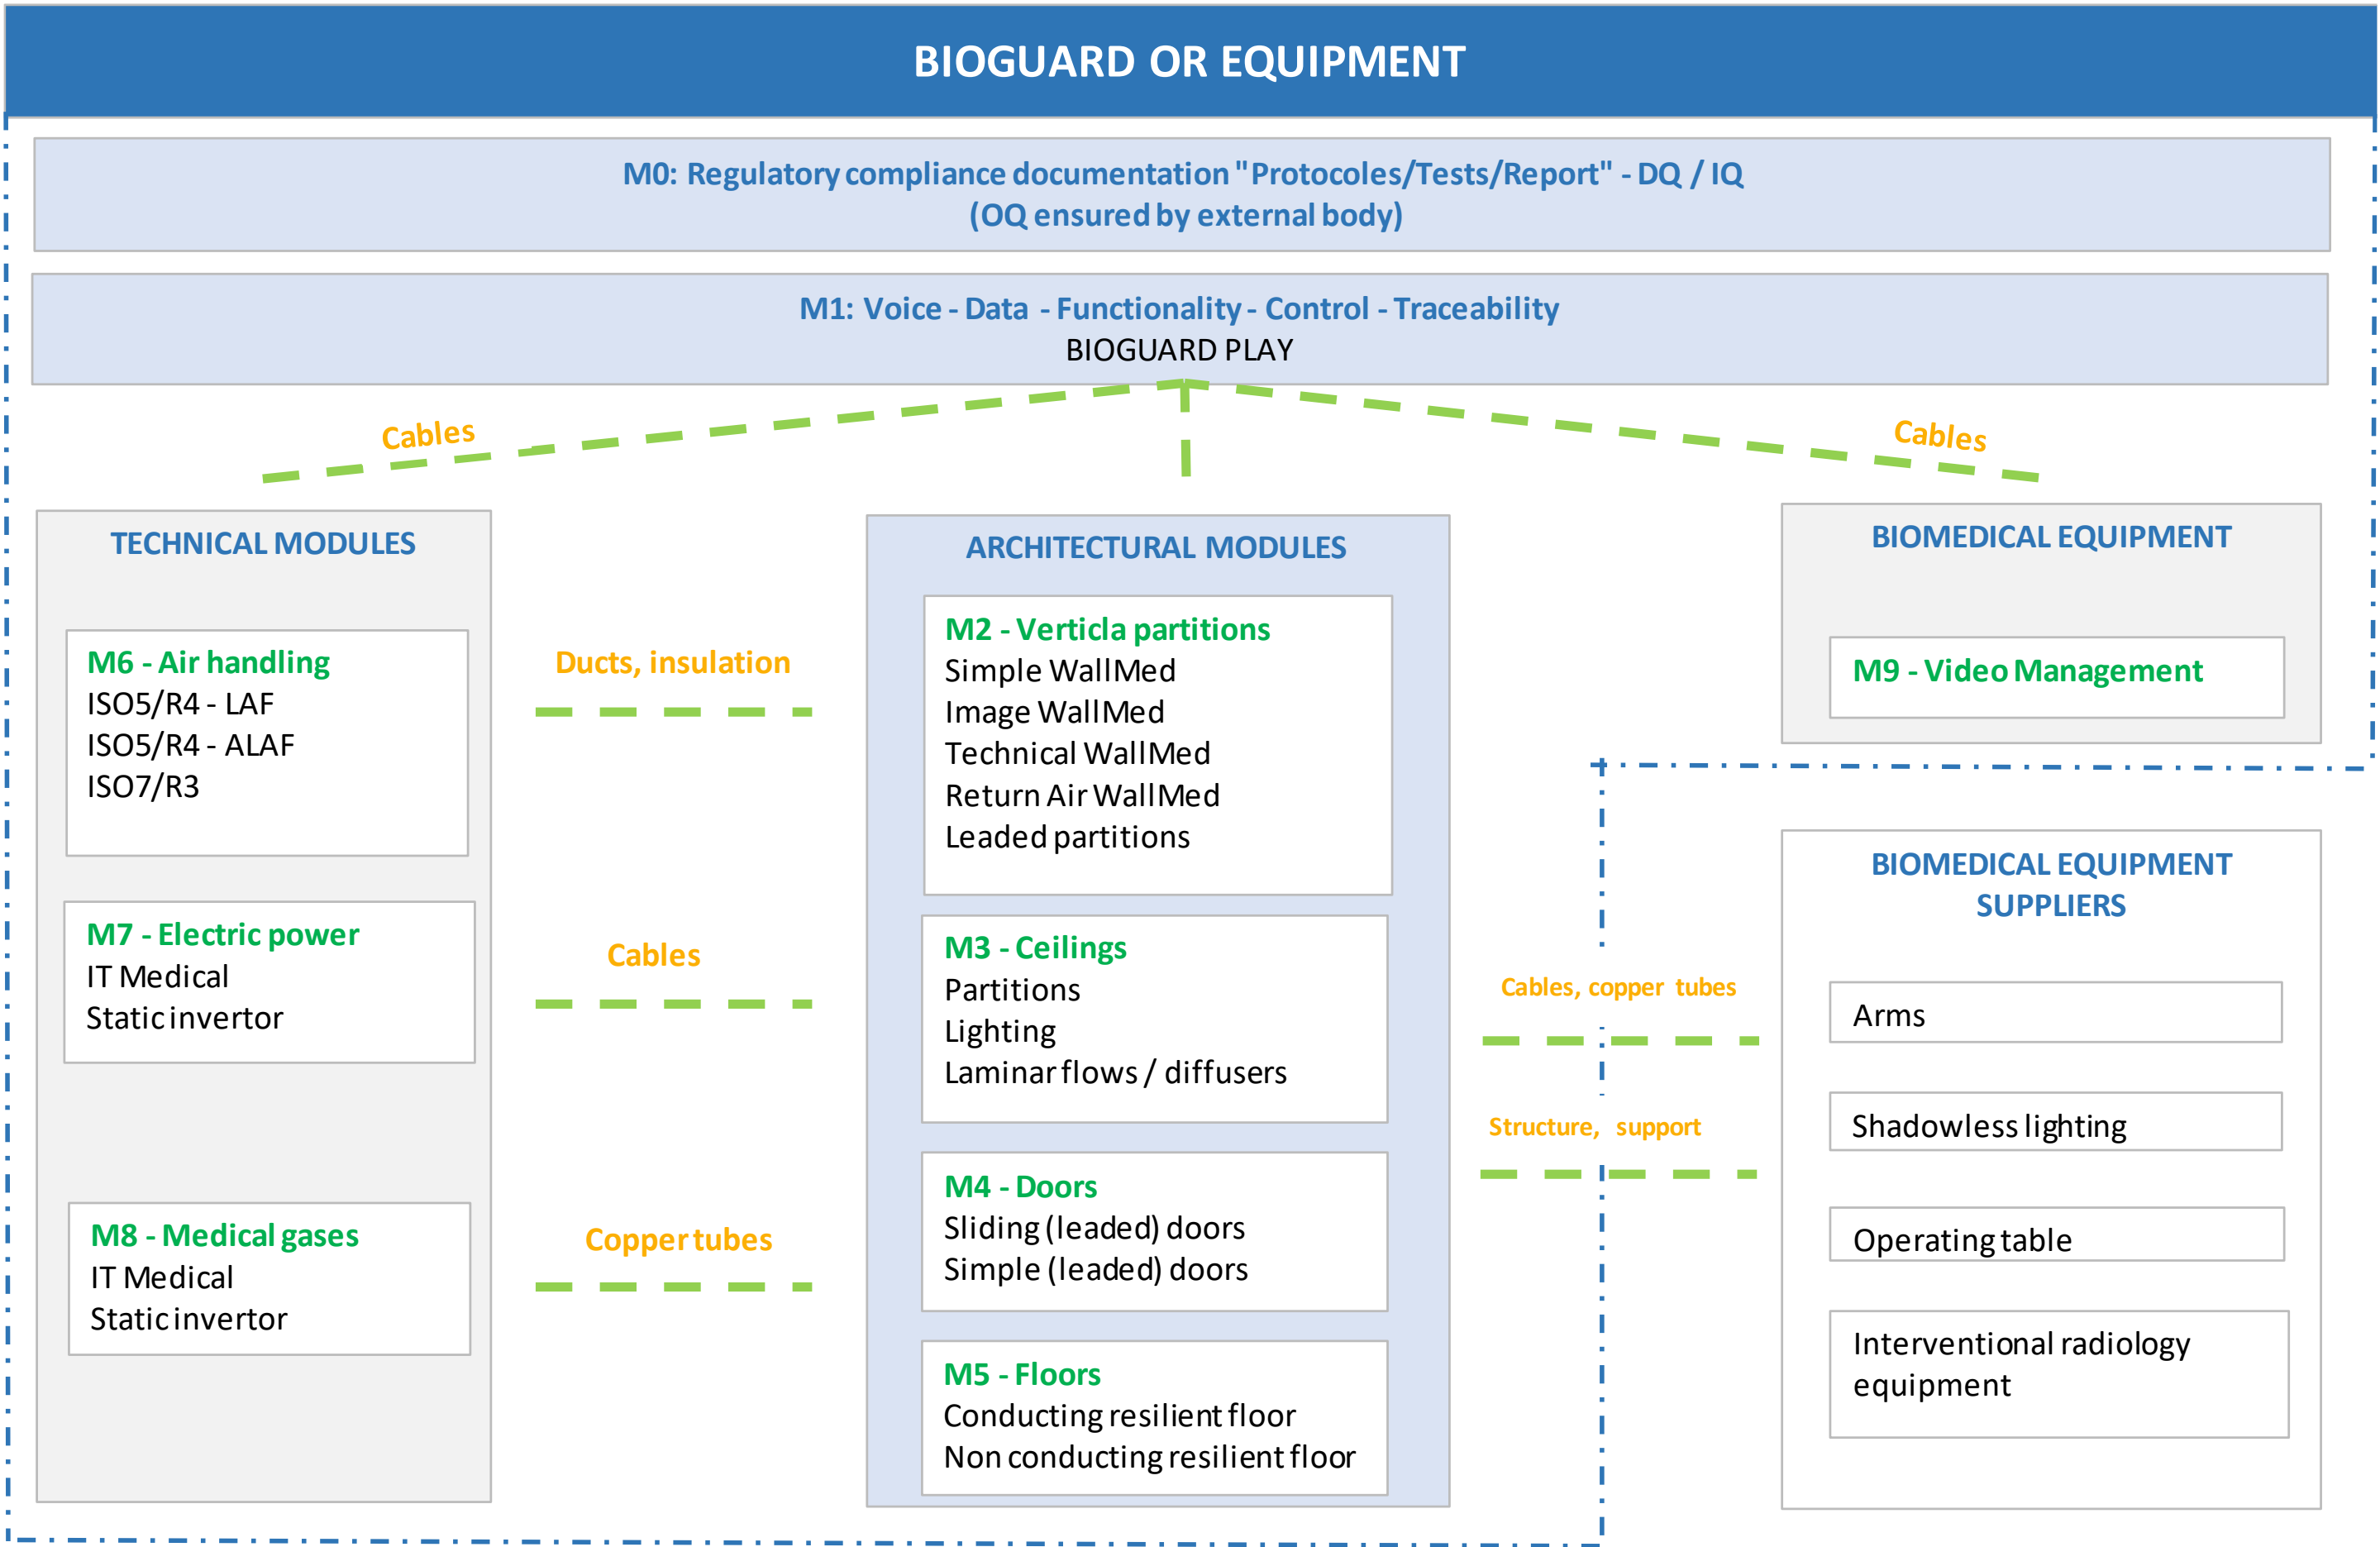 BIOGUARD OR EQUIPMENT
M0: Regulatory compliance documentation "Protocoles/Tests/Report" - DQ / IQ
(OQ ensured by external body)
M1: Voice - Data - Functionality - Control - Traceability
BIOGUARD PLAY
Cables
Cables
TECHNICAL MODULES
M6 - Air handling
ISO5/R4 - LAF
ISO5/R4 - ALAF
ISO7/R3
M7 - Electric power
IT Medical
Static invertor
M8 - Medical gases
IT Medical
Static invertor
Ducts, insulation
Cables
Copper tubes
ARCHITECTURAL MODULES
M2 - Verticla partitions
Simple WallMed
Image WallMed
Technical WallMed
Return Air WallMed
Leaded partitions
M3 - Ceilings
Partitions
Lighting
Laminar flows / diffusers
M4 - Doors
Sliding (leaded) doors
Simple (leaded) doors
M5 - Floors
Conducting resilient floor
Non conducting resilient floor
Cables, copper tubes
Structure, support
BIOMEDICAL EQUIPMENT
M9 - Video Management
BIOMEDICAL EQUIPMENT
SUPPLIERS
Arms
Shadowless lighting
Operating table
Interventional radiology
equipment